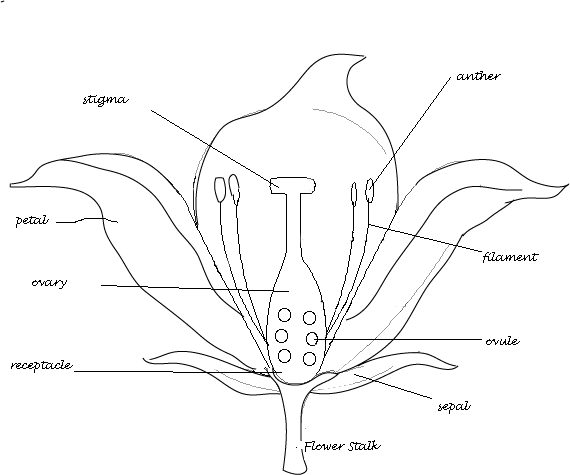 stigma
anther
petal
filament
ovary
ovule
receptacle
sepal
Flower Stalk